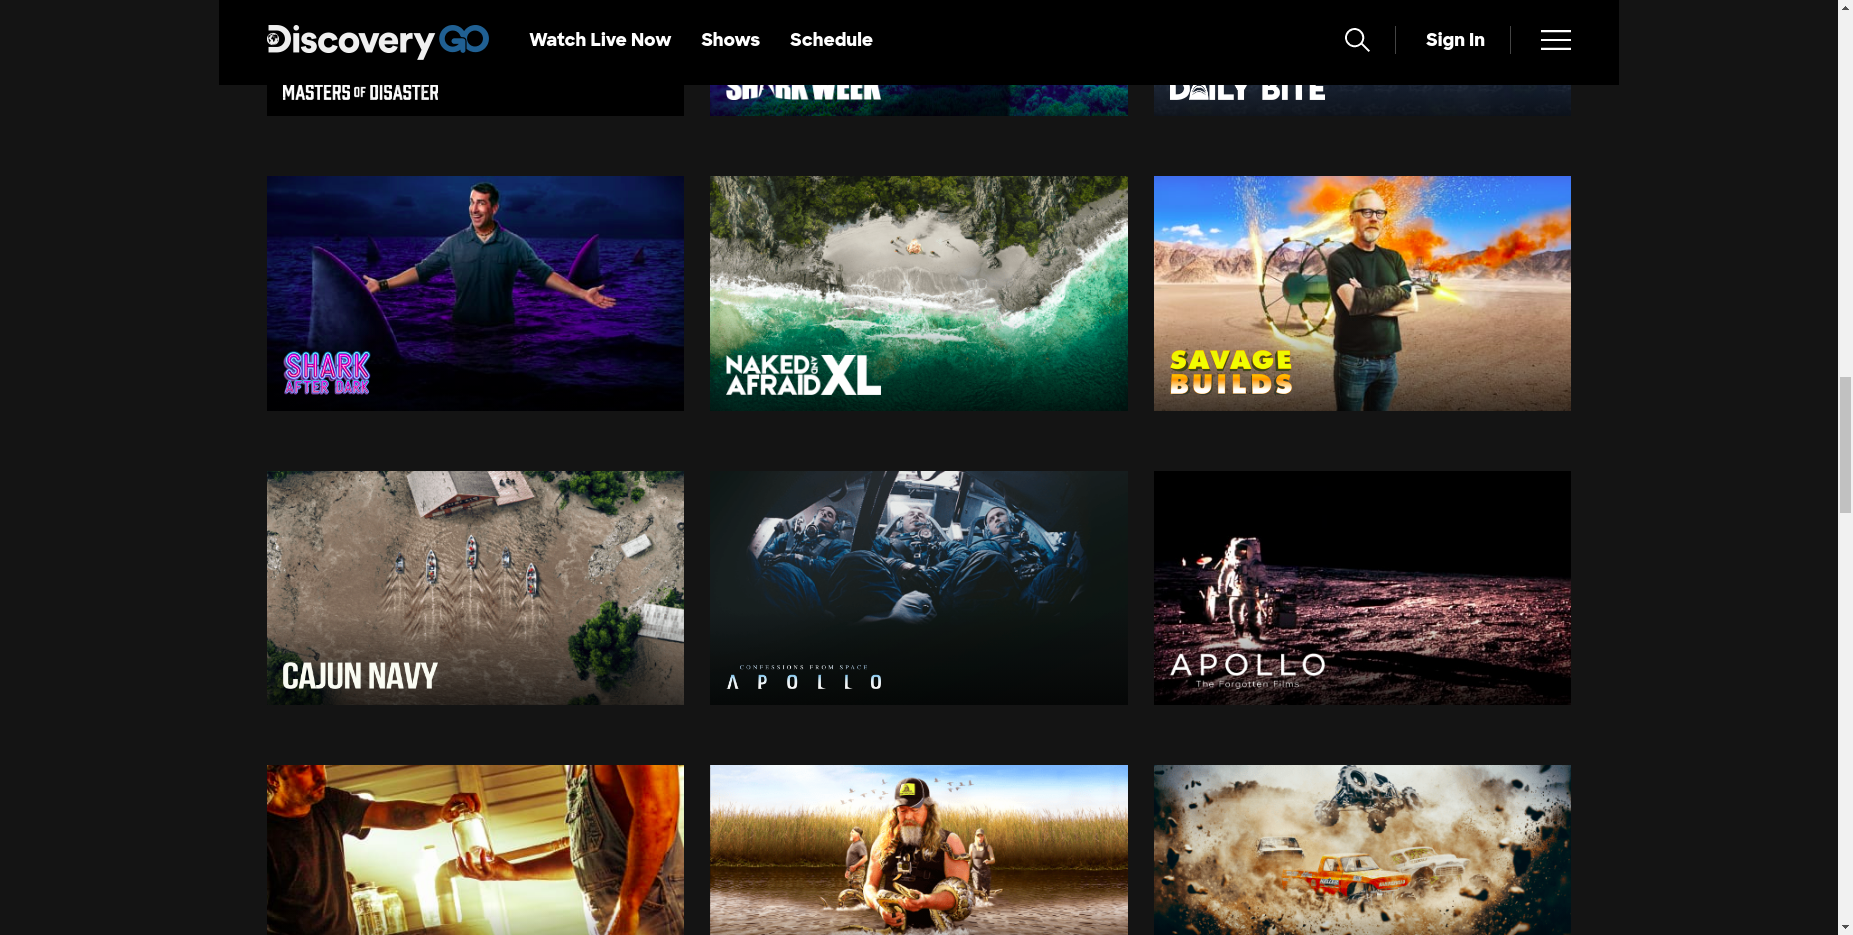 Discovery GO
Watch Live Now
Shows
Schedule
Sign In
MASTERS OF DISASTER
SHARK WEEK
DAILY BITE
SHARK
AFTER DARK
NAKED AND
AFRAID XL
SAVAGE
BUILDS
CAJUN NAVY
CONFESSIONS FROM SPACE
APOLLO
APOLLO
The Forgotten Films